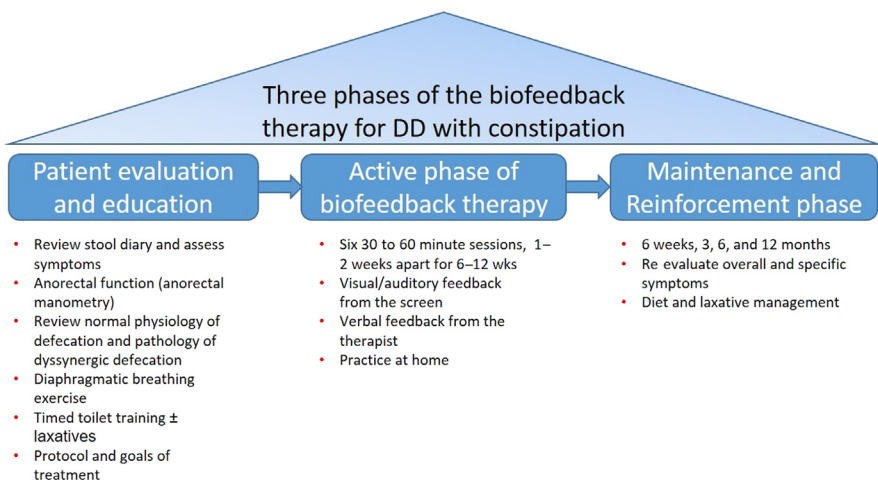 Three phases of the biofeedback
therapy for DD with constipation
Patient evaluation
and education
• Review stool diary and assess
symptoms
• Anorectal function (anorectal
manometry)
• Review normal physiology of
defecation and pathology of
dyssynergic defecation
• Diaphragmatic breathing
exercise
• Timed toilet training ±
laxatives
• Protocol and goals of
treatment
Active phase of
biofeedback therapy
• Six 30 to 60 minute sessions, 1–
2 weeks apart for 6–12 wks
• Visual/auditory feedback
from the screen
• Verbal feedback from the
therapist
• Practice at home
Maintenance and
Reinforcement phase
• 6 weeks, 3, 6, and 12 months
• Re evaluate overall and specific
symptoms
• Diet and laxative management